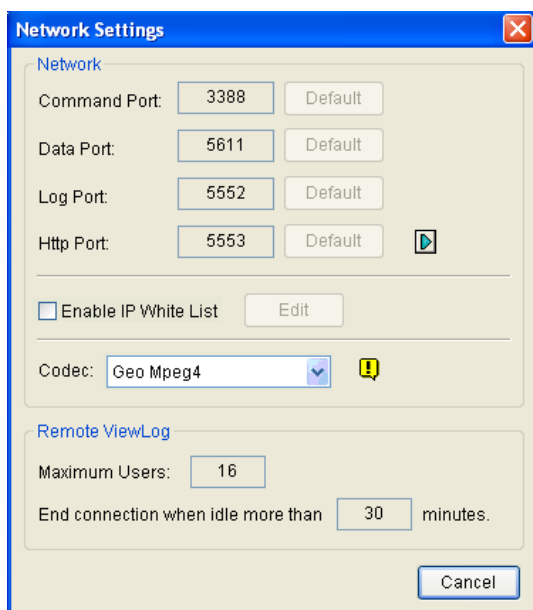 Network Settings
Network
Command Port: 3388 Default
Data Port: 5611 Default
Log Port: 5552 Default
Http Port: 5553 Default
Enable IP White List Edit
Codec: Geo Mpeg4
Remote ViewLog
Maximum Users: 16
End connection when idle more than 30 minutes.
Cancel